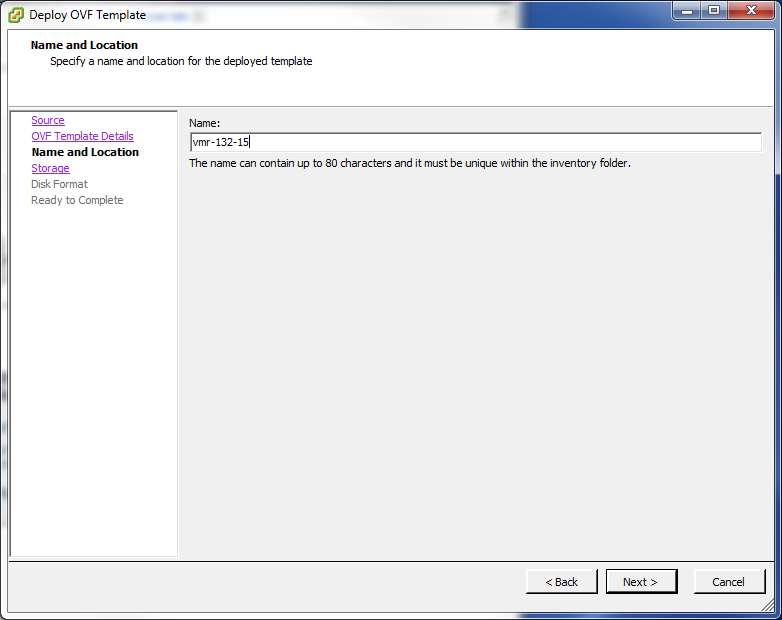 Deploy OVF Template
Name and Location
Specify a name and location for the deployed template
Source
OVF Template Details
Name and Location
Storage
Disk Format
Ready to Complete
Name:
vmr-132-15
The name can contain up to 80 characters and it must be unique within the inventory folder.
< Back
Next >
Cancel